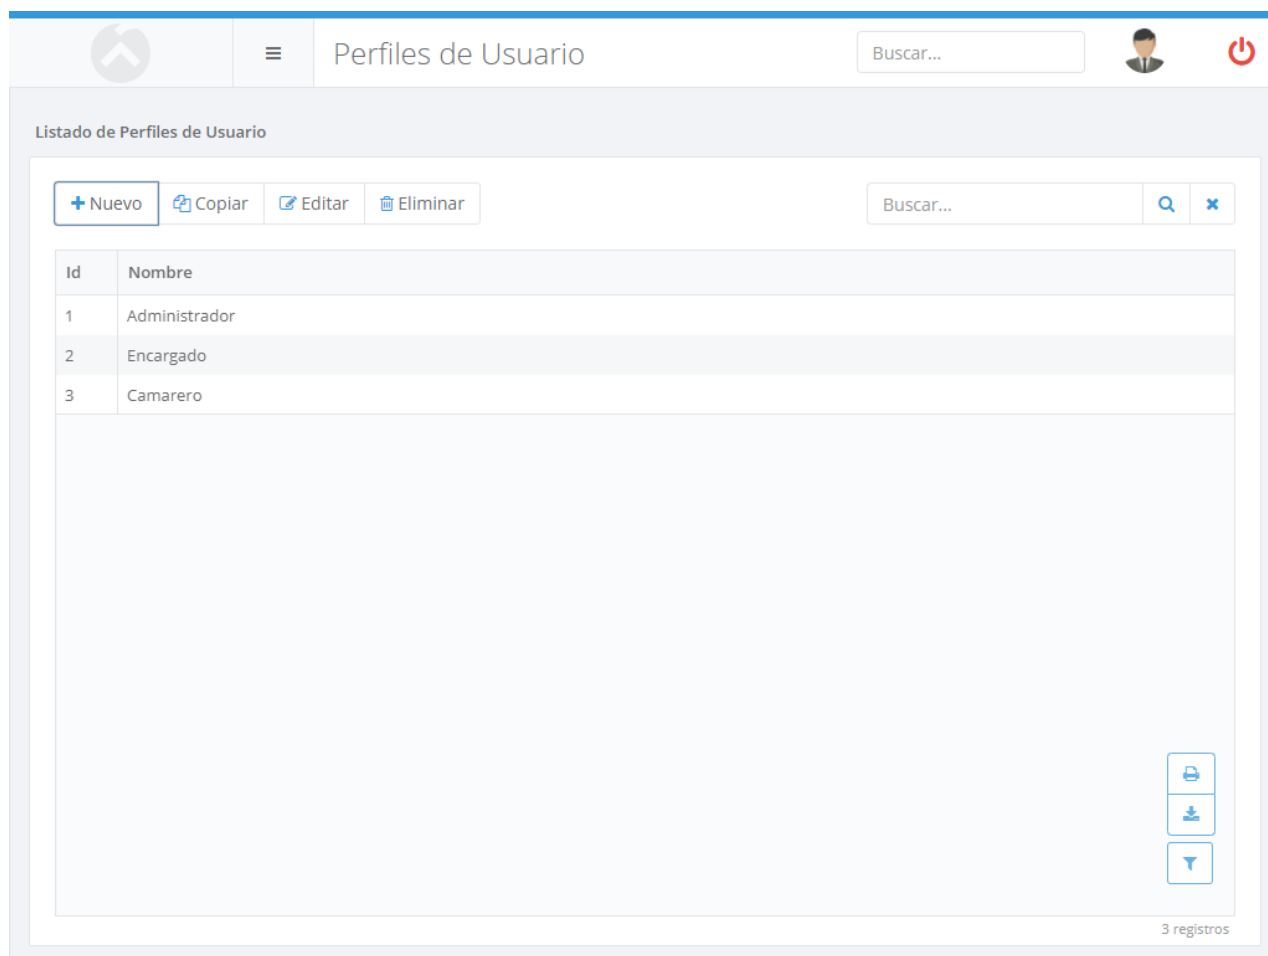 Perfiles de Usuario Buscar...
Listado de Perfiles de Usuario
Nuevo Copiar Editar Eliminar Buscar...
Id Nombre
1 Administrador
2 Encargado
3 Camarero
3 registros